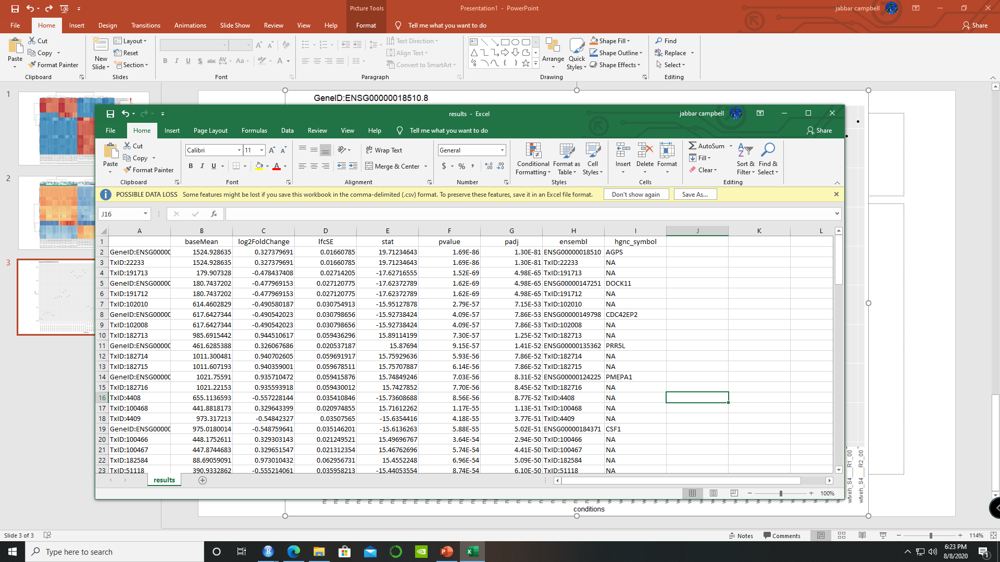 Picture Tools
Presentation1 - PowerPoint
jabbar campbell
File Home Insert Design Transitions Animations Slide Show Review View Help Format Tell me what you want to do Share
Paste Cut Copy Format Painter
New Slide Layout Reset Section
Text Direction Align Text Convert to SmartArt
Arrange Quick Styles Shape Fill Shape Outline Shape Effects
Find Replace Select
Clipboard Slides Font Paragraph Drawing Editing
1
2
3
GeneID:ENSG00000018510.8
results - Excel
jabbar campbell
File Home Insert Page Layout Formulas Data Review View Help Tell me what you want to do Share
Paste Cut Copy Format Painter
Calibri 11
Wrap Text Merge & Center
General
Conditional Formatting Format as Table Cell Styles
Insert Delete Format
AutoSum Fill Clear Sort & Filter Find & Select
Clipboard Font Alignment Number Styles Cells Editing
POSSIBLE DATA LOSS Some features might be lost if you save this workbook in the comma-delimited (.csv) format. To preserve these features, save it in an Excel file format. Don't show again Save As...
J16 fx
A B C D E F G H I J K L
1 baseMean log2FoldChange lfcSE stat pvalue padj ensembl hgnc_symbol
2 GeneID:ENSG00000 1524.928635 0.327379691 0.01660785 19.71234643 1.69E-86 1.30E-81 ENSG00000018510 AGPS
3 TxID:22233 1524.928635 0.327379691 0.01660785 19.71234643 1.69E-86 1.30E-81 TxID:22233 NA
4 TxID:191713 179.907328 -0.478437408 0.02714205 -17.62716555 1.52E-69 4.98E-65 TxID:191713 NA
5 GeneID:ENSG00000 180.7437202 -0.477969153 0.027120775 -17.62372789 1.62E-69 4.98E-65 ENSG00000147251 DOCK11
6 TxID:191712 180.7437202 -0.477969153 0.027120775 -17.62372789 1.62E-69 4.98E-65 TxID:191712 NA
7 TxID:102010 614.4602829 -0.490580187 0.030754913 -15.95127878 2.79E-57 7.15E-53 TxID:102010 NA
8 GeneID:ENSG00000 617.6427344 -0.490542023 0.030798656 -15.92738424 4.09E-57 7.86E-53 ENSG00000149798 CDC42EP2
9 TxID:102008 617.6427344 -0.490542023 0.030798656 -15.92738424 4.09E-57 7.86E-53 TxID:102008 NA
10 TxID:182713 985.6915442 0.944510617 0.059436296 15.89114199 7.30E-57 1.25E-52 TxID:182713 NA
11 GeneID:ENSG00000 461.6285388 0.326067686 0.020537187 15.87694 9.15E-57 1.41E-52 ENSG00000135362 PRR5L
12 TxID:182714 1011.300481 0.940702605 0.059691917 15.75929636 5.93E-56 7.86E-52 TxID:182714 NA
13 TxID:182715 1011.607193 0.940359001 0.059678511 15.75707887 6.14E-56 7.86E-52 TxID:182715 NA
14 GeneID:ENSG00000 1021.75591 0.935710472 0.059415876 15.74849246 7.03E-56 8.31E-52 ENSG00000124225 PMEPA1
15 TxID:182716 1021.22153 0.935593918 0.059430012 15.7427852 7.70E-56 8.45E-52 TxID:182716 NA
16 TxID:4408 655.1136593 -0.557228144 0.035410846 -15.73608688 8.56E-56 8.77E-52 TxID:4408 NA
17 TxID:100468 441.8818173 0.329643399 0.020974855 15.71612262 1.17E-55 1.13E-51 TxID:100468 NA
18 TxID:4409 973.317213 -0.54842327 0.03507565 -15.6354416 4.18E-55 3.77E-51 TxID:4409 NA
19 GeneID:ENSG00000 975.0180014 -0.548759641 0.035146201 -15.6136263 5.88E-55 5.02E-51 ENSG00000184371 CSF1
20 TxID:100466 448.1752611 0.329303143 0.021249521 15.49696767 3.64E-54 2.94E-50 TxID:100466 NA
21 TxID:100467 447.8744683 0.329651547 0.021312354 15.46762696 5.74E-54 4.41E-50 TxID:100467 NA
22 TxID:182584 88.69059091 0.973010432 0.062956731 15.4552248 6.96E-54 5.09E-50 TxID:182584 NA
23 TxID:51118 390.9332862 -0.555214061 0.035958213 -15.44053554 8.74E-54 6.10E-50 TxID:51118 NA
results
100%
wtveh_S4___R1_00
wtveh_S4___R2_00
conditions
Slide 3 of 3 Notes Comments 114%
Type here to search
6:23 PM
8/8/2020
1